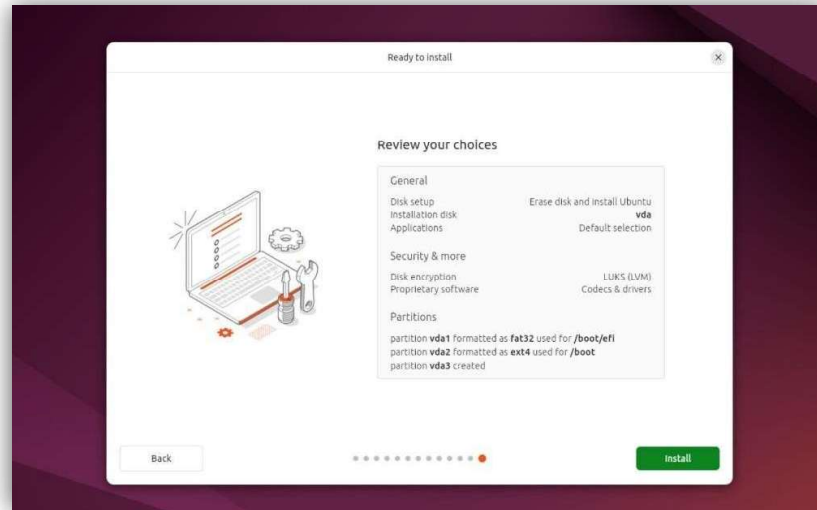 Ready to install
Review your choices
General
Disk setup Erase disk and install Ubuntu
Installation disk vda
Applications Default selection
Security & more
Disk encryption LUKS (LVM)
Proprietary software Codecs & drivers
Partitions
partition vda1 formatted as fat32 used for /boot/efi
partition vda2 formatted as ext4 used for /boot
partition vda3 created
Back Install